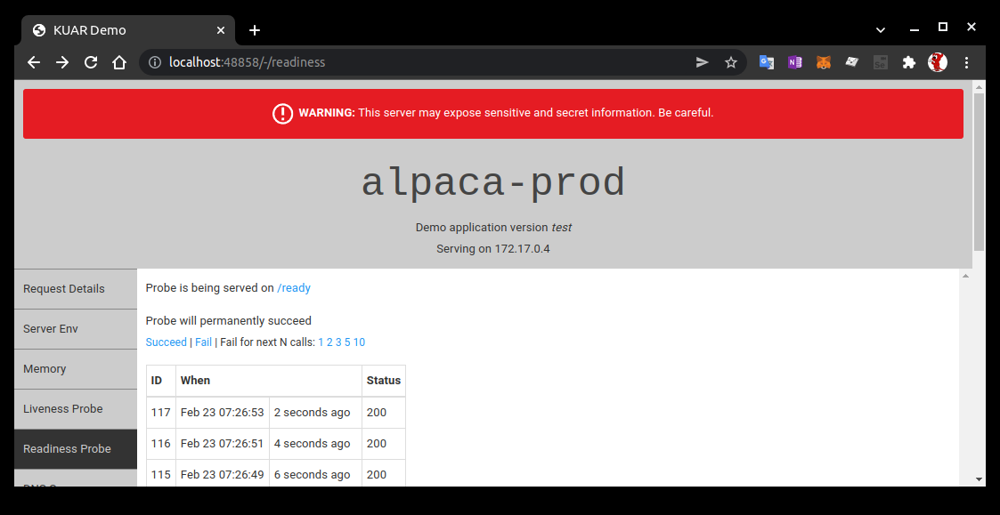 KUAR Demo
localhost:48858/-/readiness
WARNING: This server may expose sensitive and secret information. Be careful.
alpaca-prod
Demo application version test
Serving on 172.17.0.4
Request Details
Server Env
Memory
Liveness Probe
Readiness Probe
Probe is being served on /ready
Probe will permanently succeed
Succeed | Fail | Fail for next N calls: 1 2 3 5 10
ID When Status
117 Feb 23 07:26:53 2 seconds ago 200
116 Feb 23 07:26:51 4 seconds ago 200
115 Feb 23 07:26:49 6 seconds ago 200